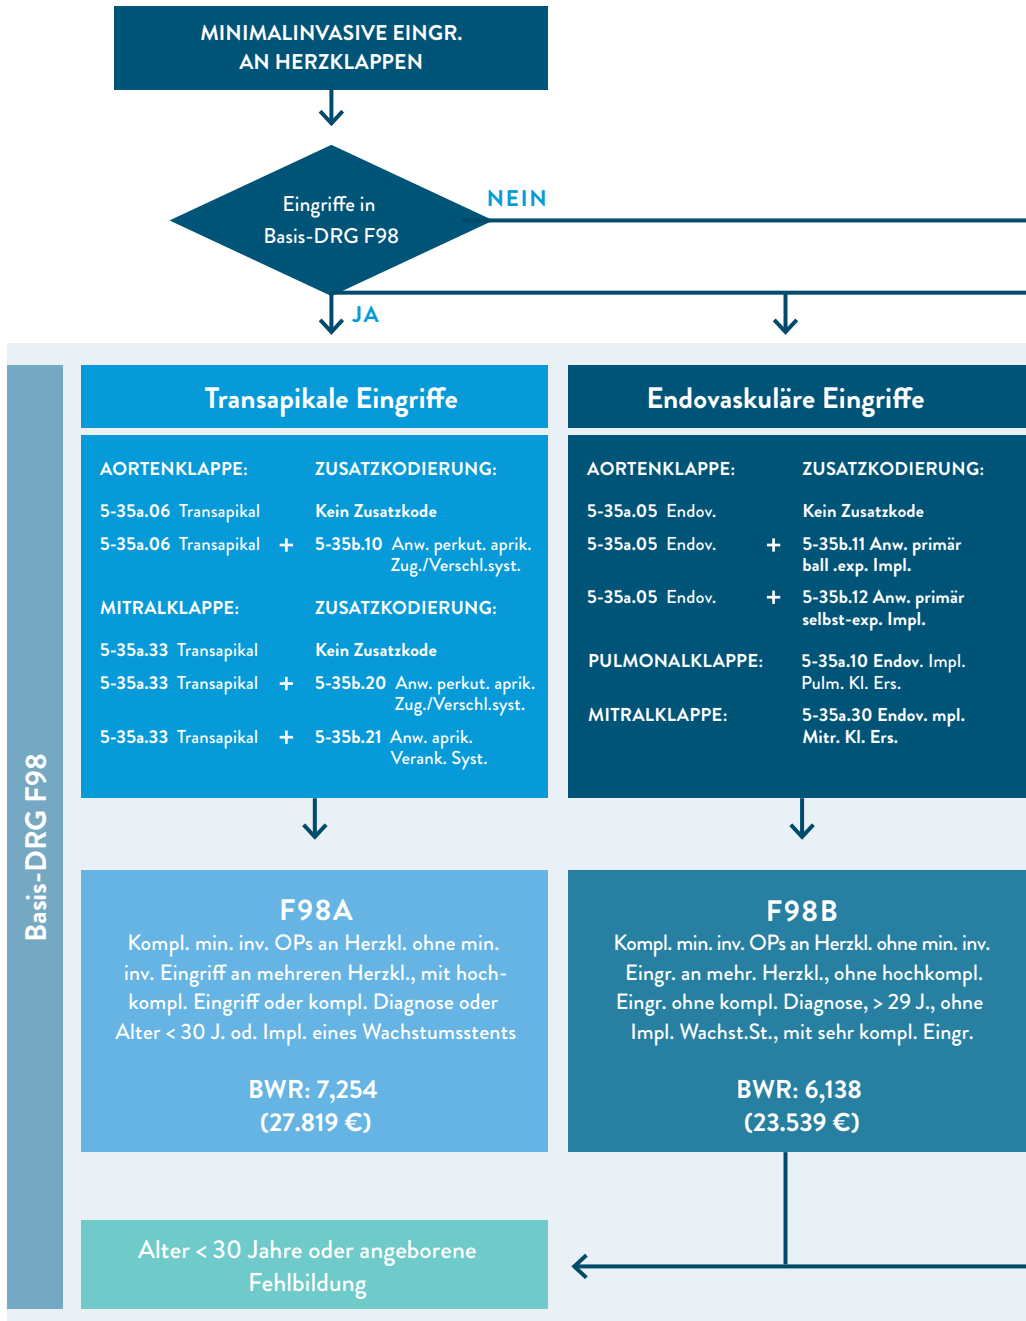 MINIMALINVASIVE EINGR.
AN HERZKLAPPEN
Eingriffe in
Basis-DRG F98
NEIN
JA
Basis-DRG F98
Transapikale Eingriffe
AORTENKLAPPE: ZUSATZKODIERUNG:
5-35a.06 Transapikal Kein Zusatzkode
5-35a.06 Transapikal + 5-35b.10 Anw. perkut. aprik.
Zug./Verschl.syst.
MITRALKLAPPE: ZUSATZKODIERUNG:
5-35a.33 Transapikal Kein Zusatzkode
5-35a.33 Transapikal + 5-35b.20 Anw. perkut. aprik.
Zug./Verschl.syst.
5-35a.33 Transapikal + 5-35b.21 Anw. aprik.
Verank. Syst.
Endovaskuläre Eingriffe
AORTENKLAPPE: ZUSATZKODIERUNG:
5-35a.05 Endov. Kein Zusatzkode
5-35a.05 Endov. + 5-35b.11 Anw. primär
ball .exp. Impl.
5-35a.05 Endov. + 5-35b.12 Anw. primär
selbst-exp. Impl.
PULMONALKLAPPE: 5-35a.10 Endov. Impl.
Pulm. Kl. Ers.
MITRALKLAPPE: 5-35a.30 Endov. mpl.
Mitr. Kl. Ers.
F98A
Kompl. min. inv. OPs an Herzkl. ohne min.
inv. Eingriff an mehreren Herzkl., mit hoch-
kompl. Eingriff oder kompl. Diagnose oder
Alter < 30 J. od. Impl. eines Wachstumsstents
BWR: 7,254
(27.819 €)
F98B
Kompl. min. inv. OPs an Herzkl. ohne min. inv.
Eingr. an mehr. Herzkl., ohne hochkompl.
Eingr. ohne kompl. Diagnose, > 29 J., ohne
Impl. Wachst.St., mit sehr kompl. Eingr.
BWR: 6,138
(23.539 €)
Alter < 30 Jahre oder angeborene
Fehlbildung